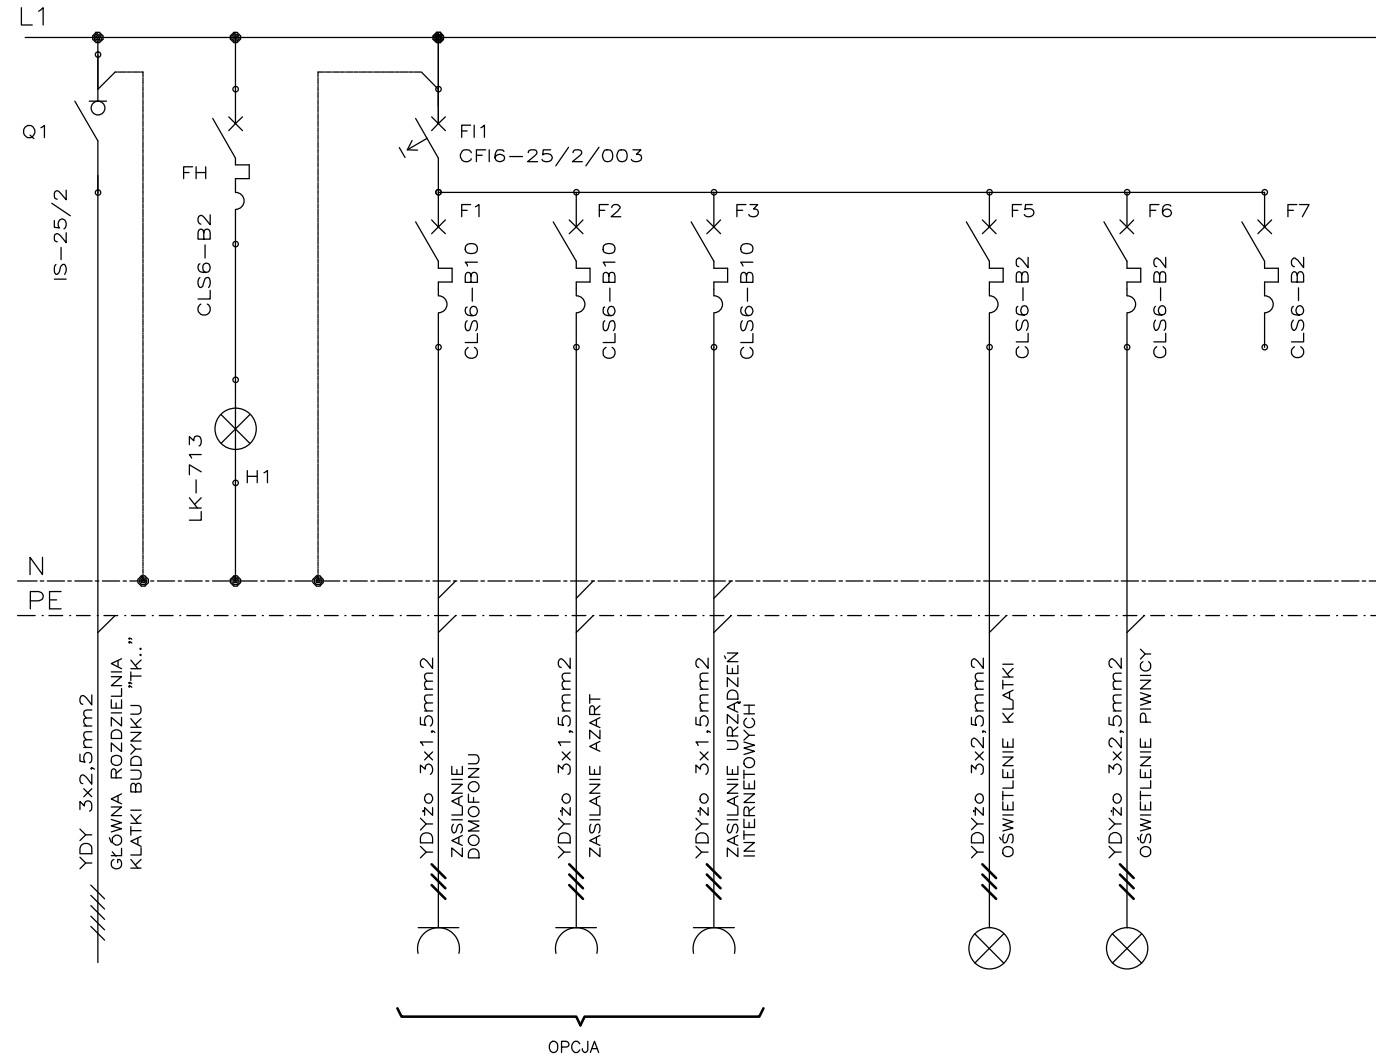 L1
Q1
IS-25/2
FH
CLS6-B2
LK-713
H1
FI1
CFI6-25/2/003
F1
CLS6-B10
F2
CLS6-B10
F3
CLS6-B10
F5
CLS6-B2
F6
CLS6-B2
F7
CLS6-B2
N
PE
YDY 3x2,5mm2
GŁÓWNA ROZDZIELNIA
KLATKI BUDYNKU "TK.."
YDYżo 3x1,5mm2
ZASILANIE
DOMOFONU
YDYżo 3x1,5mm2
ZASILANIE AZART
YDYżo 3x1,5mm2
ZASILANIE URZĄDZEŃ
INTERNETOWYCH
YDYżo 3x2,5mm2
OŚWIETLENIE KLATKI
YDYżo 3x2,5mm2
OŚWIETLENIE PIWNICY
OPCJA